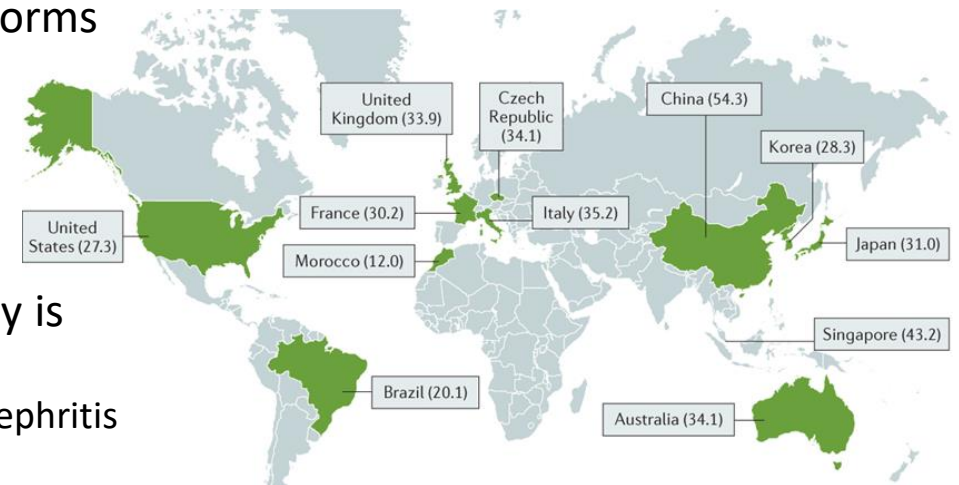 orms
United
Kingdom (33.9)
Czech
Republic
(34.1)
China (54.3)
Korea (28.3)
France (30.2)
Italy (35.2)
United
States (27.3)
Japan (31.0)
Morocco (12.0)
y is
Singapore (43.2)
Brazil (20.1)
ephritis
Australia (34.1)